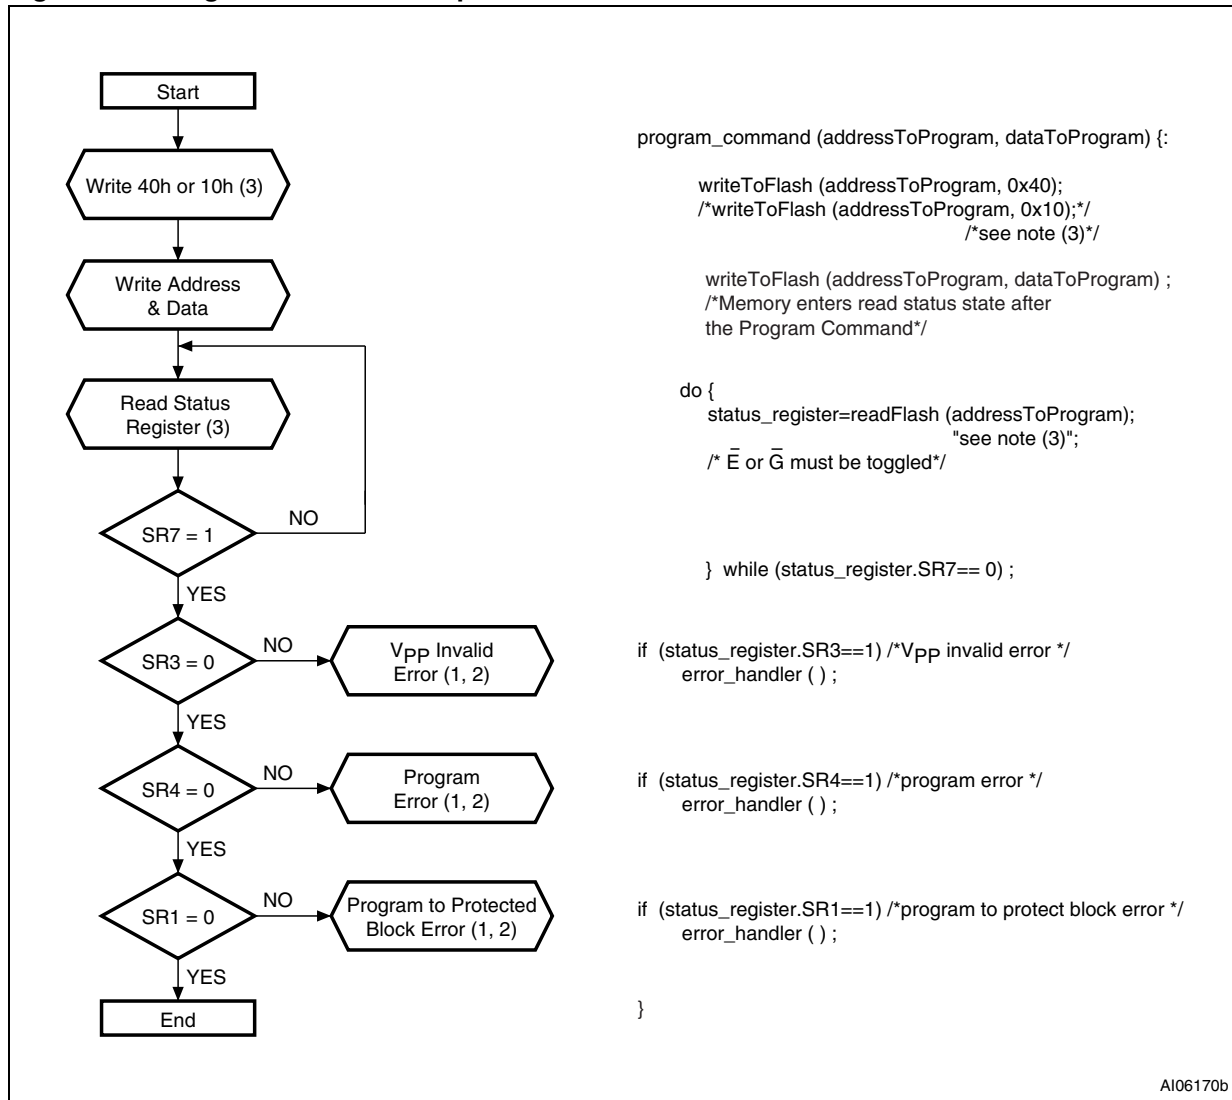 Start
Write 40h or 10h (3)
Write Address
& Data
Read Status
Register (3)
SR7 = 1
NO
YES
SR3 = 0
NO
VPP Invalid
Error (1, 2)
YES
SR4 = 0
NO
Program
Error (1, 2)
YES
SR1 = 0
NO
Program to Protected
Block Error (1, 2)
YES
End
program_command (addressToProgram, dataToProgram) {:
writeToFlash (addressToProgram, 0x40);
/*writeToFlash (addressToProgram, 0x10);*/
/*see note (3)*/
writeToFlash (addressToProgram, dataToProgram) ;
/*Memory enters read status state after
the Program Command*/
do {
status_register=readFlash (addressToProgram);
"see note (3)";
/* E̅ or G̅ must be toggled*/
} while (status_register.SR7== 0) ;
if (status_register.SR3==1) /*VPP invalid error */
error_handler ( ) ;
if (status_register.SR4==1) /*program error */
error_handler ( ) ;
if (status_register.SR1==1) /*program to protect block error */
error_handler ( ) ;
}
AI06170b